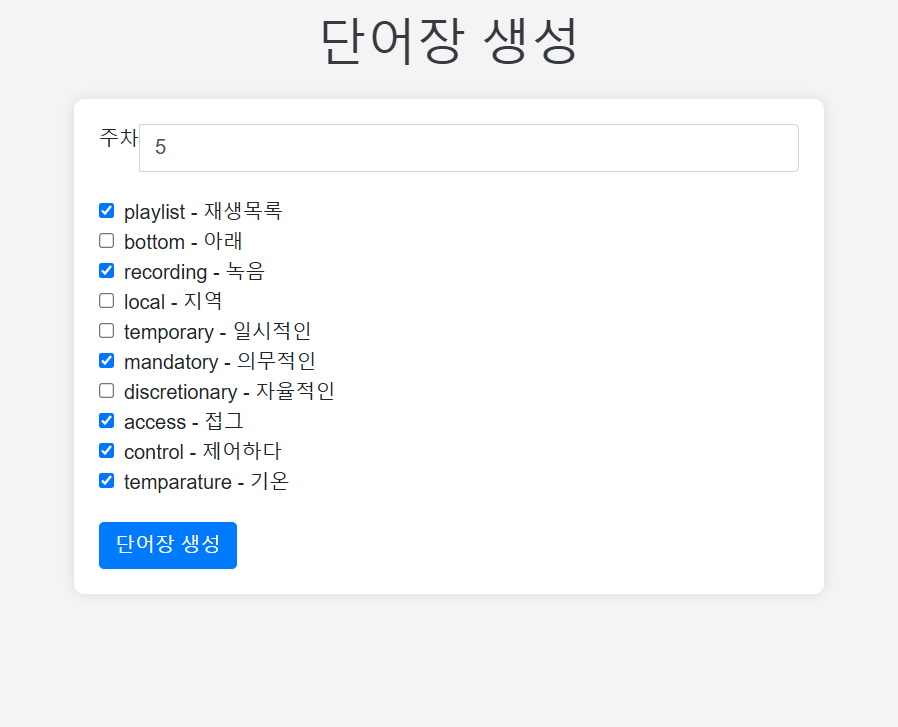 단어장 생성
주차 5
playlist - 재생목록
bottom - 아래
recording - 녹음
local - 지역
temporary - 일시적인
mandatory - 의무적인
discretionary - 자율적인
access - 접그
control - 제어하다
temparature - 기온
단어장 생성